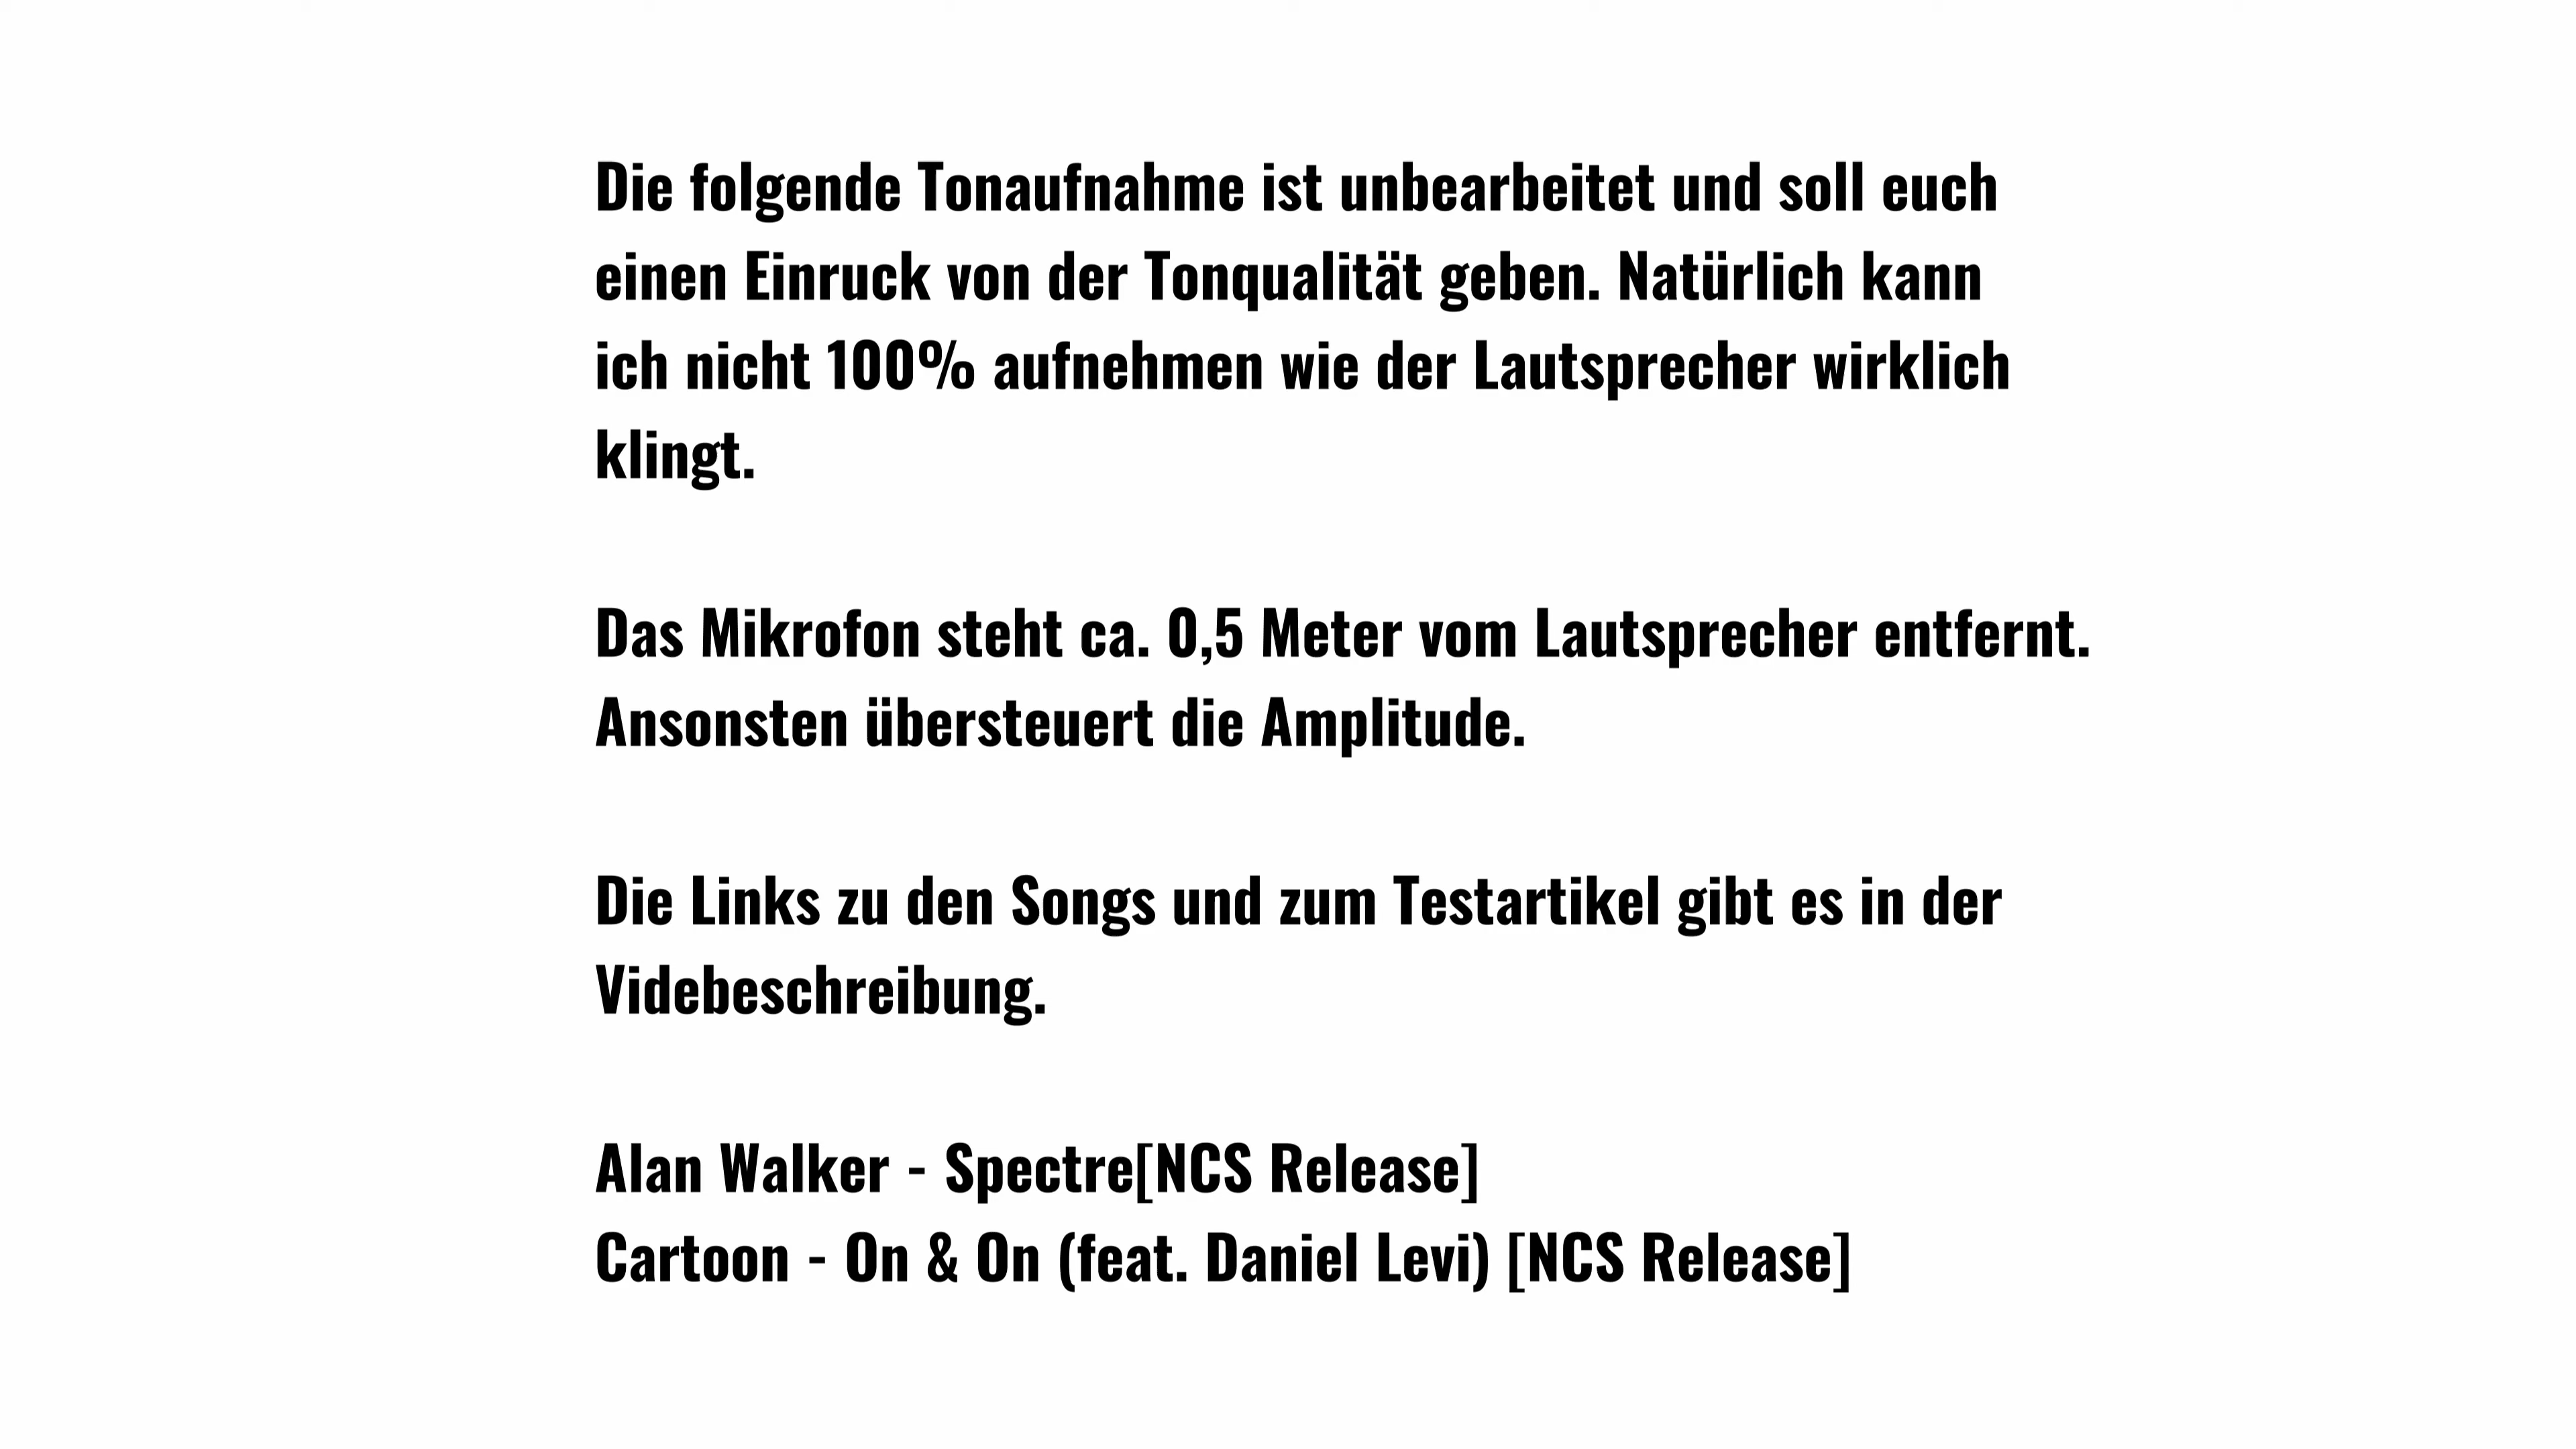 Die folgende Tonaufnahme ist unbearbeitet und soll euch
einen Einruck von der Tonqualität geben. Natürlich kann
ich nicht 100% aufnehmen wie der Lautsprecher wirklich
klingt.
Das Mikrofon steht ca. 0,5 Meter vom Lautsprecher entfernt.
Ansonsten übersteuert die Amplitude.
Die Links zu den Songs und zum Testartikel gibt es in der
Videbeschreibung.
Alan Walker - Spectre[NCS Release]
Cartoon - On & On (feat. Daniel Levi) [NCS Release]